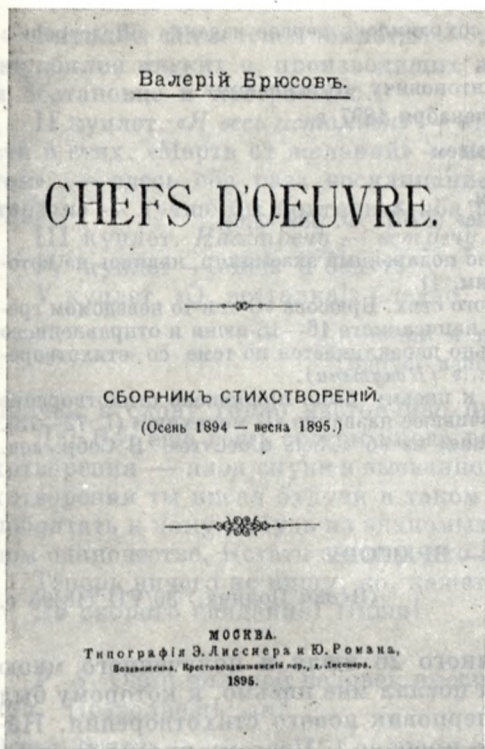 Валерій Брюсовъ.
CHEFS D'OEUVRE.
СБОРНИКЪ СТИХОТВОРЕНІЙ.
(Осень 1894 — весна 1895.)
МОСКВА.
Типографія Э. Лисснера и Ю. Романа,
Воздвиженка, Крестовоздвиженскій пер., д. Лисснера.
1895.